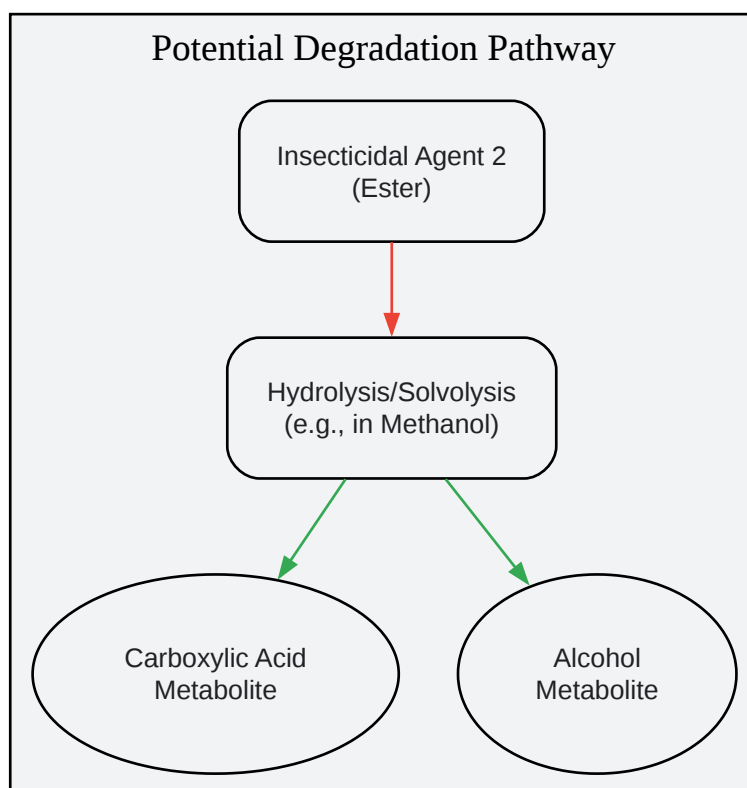 Potential Degradation Pathway
Insecticidal Agent 2
(Ester)
Hydrolysis/Solvolysis
(e.g., in Methanol)
Carboxylic Acid
Metabolite
Alcohol
Metabolite